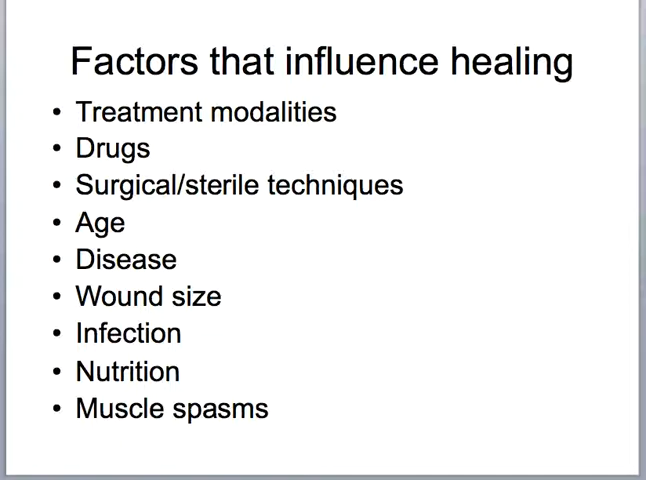 Factors that influence healing
• Treatment modalities
• Drugs
• Surgical/sterile techniques
• Age
• Disease
• Wound size
• Infection
• Nutrition
• Muscle spasms